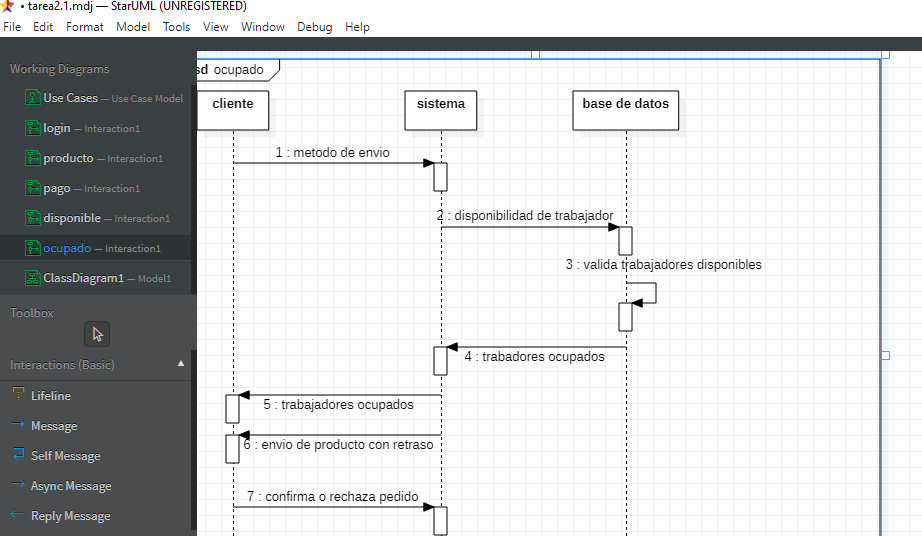 • tarea2.1.mdj — StarUML (UNREGISTERED)
File Edit Format Model Tools View Window Debug Help
Working Diagrams
Use Cases — Use Case Model
login — Interaction1
producto — Interaction1
pago — Interaction1
disponible — Interaction1
ocupado — Interaction1
ClassDiagram1 — Model1
Toolbox
Interactions (Basic)
Lifeline
Message
Self Message
Async Message
Reply Message
sd ocupado
cliente
sistema
base de datos
1 : metodo de envio
2 : disponibilidad de trabajador
3 : valida trabajadores disponibles
4 : trabadores ocupados
5 : trabajadores ocupados
6 : envio de producto con retraso
7 : confirma o rechaza pedido